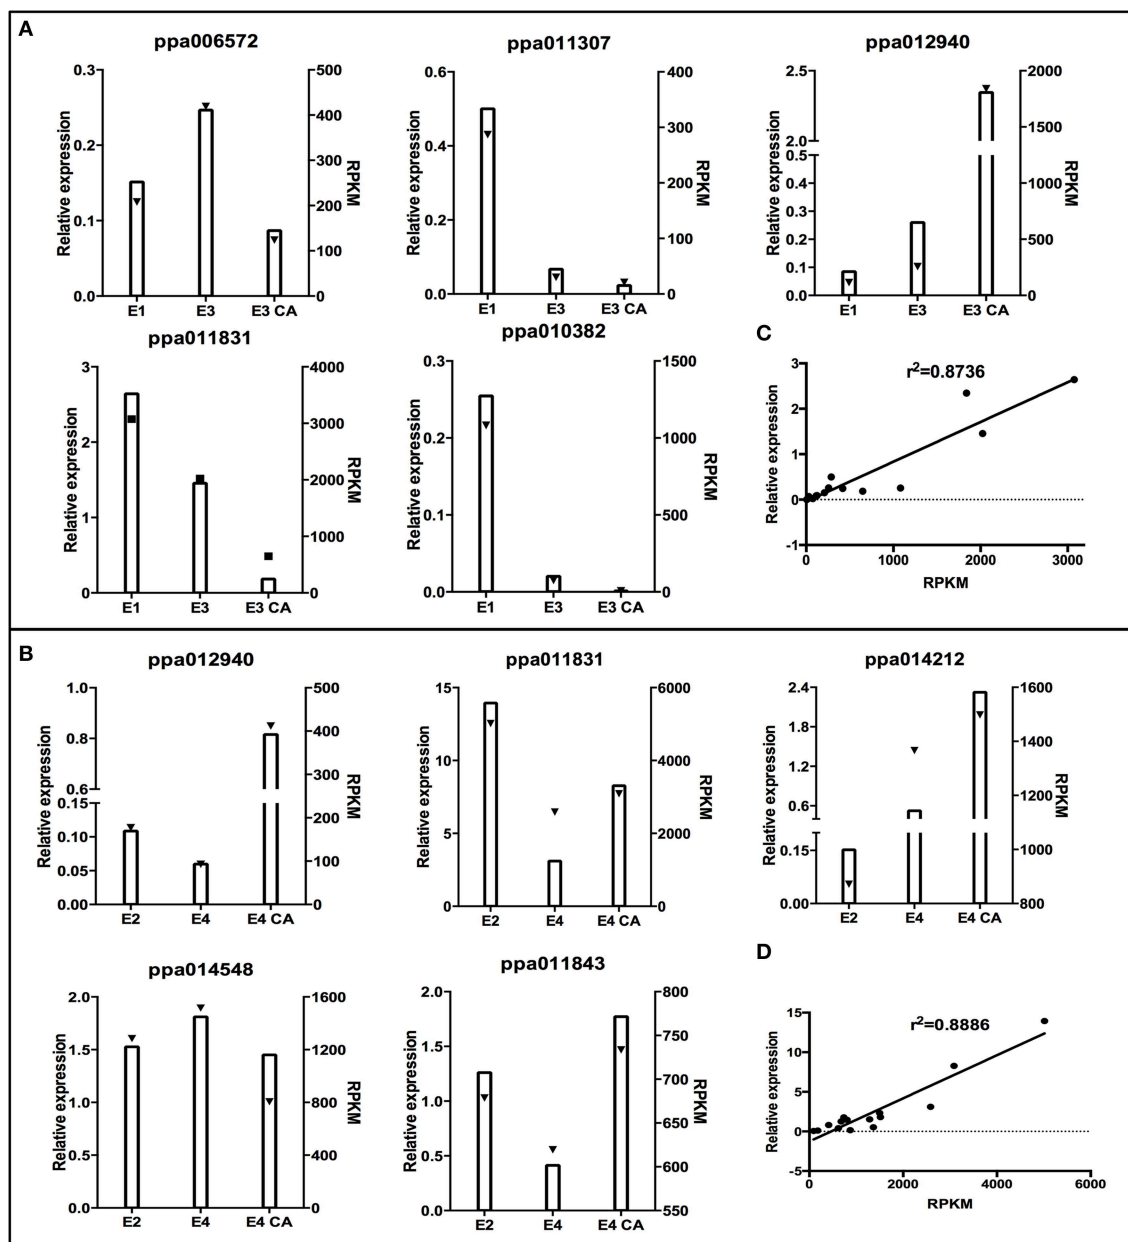 A
ppa006572
Relative expression
0.3
0.2
0.1
0.0
500
400
300
200
100
0
RPKM
E1 E3 E3 CA
ppa011307
Relative expression
0.6
0.4
0.2
0.0
400
300
200
100
0
RPKM
E1 E3 E3 CA
ppa012940
Relative expression
2.5
2.0
0.5
0.4
0.3
0.2
0.1
0.0
2000
1500
1000
500
0
RPKM
E1 E3 E3 CA
ppa011831
Relative expression
3
2
1
0
4000
3000
2000
1000
0
RPKM
E1 E3 E3 CA
ppa010382
Relative expression
0.3
0.2
0.1
0.0
1500
1000
500
0
RPKM
E1 E3 E3 CA
C
r²=0.8736
Relative expression
3
2
1
0
-1
0 1000 2000 3000
RPKM
B
ppa012940
Relative expression
1.0
0.8
0.6
0.15
0.10
0.05
0.00
500
400
300
200
100
0
RPKM
E2 E4 E4 CA
ppa011831
Relative expression
15
10
5
0
6000
4000
2000
0
RPKM
E2 E4 E4 CA
ppa014212
Relative expression
2.4
1.8
1.2
0.6
0.15
0.00
1600
1400
1200
1000
800
RPKM
E2 E4 E4 CA
ppa014548
Relative expression
2.0
1.5
1.0
0.5
0.0
1600
1200
800
400
0
RPKM
E2 E4 E4 CA
ppa011843
Relative expression
2.0
1.5
1.0
0.5
0.0
800
750
700
650
600
550
RPKM
E2 E4 E4 CA
D
r²=0.8886
Relative expression
15
10
5
0
-5
0 2000 4000 6000
RPKM